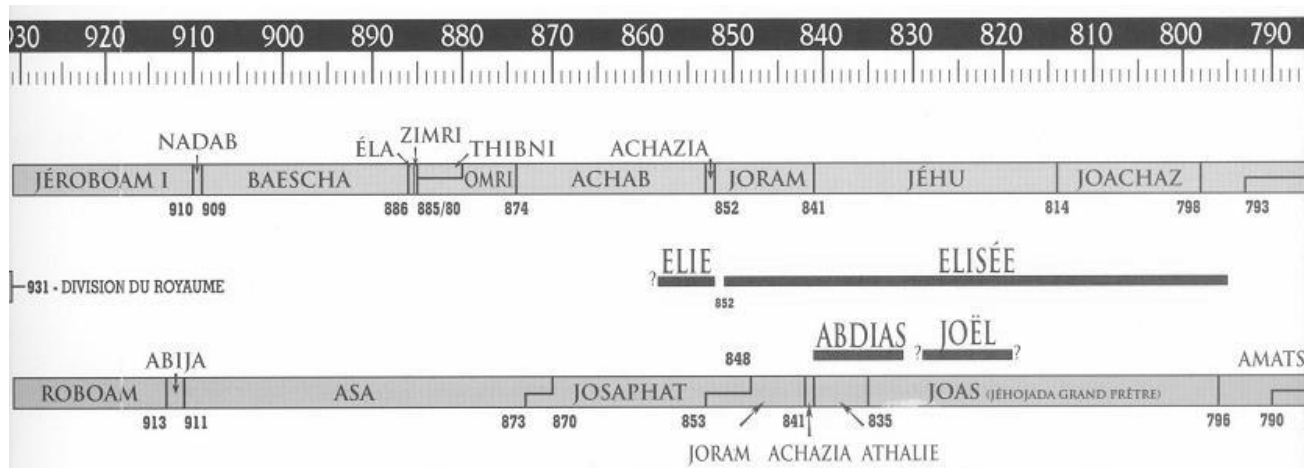 930 920 910 900 890 880 870 860 850 840 830 820 810 800 790
NADAB ÉLA ZIMRI THIBNI ACHAZIA
JÉROBOAM I BAESCHA OMRI ACHAB JORAM JÉHU JOACHAZ
910 909 886 885/80 874 852 841 814 798 793
? ELIE ELISÉE
931 - DIVISION DU ROYAUME
852
ABIJA 848 ABDIAS ? JOËL ? AMATS
ROBOAM ASA JOSAPHAT JOAS (JÉHOJADA GRAND PRÊTRE)
913 911 873 870 853 841 835 796 790
JORAM ACHAZIA ATHALIE